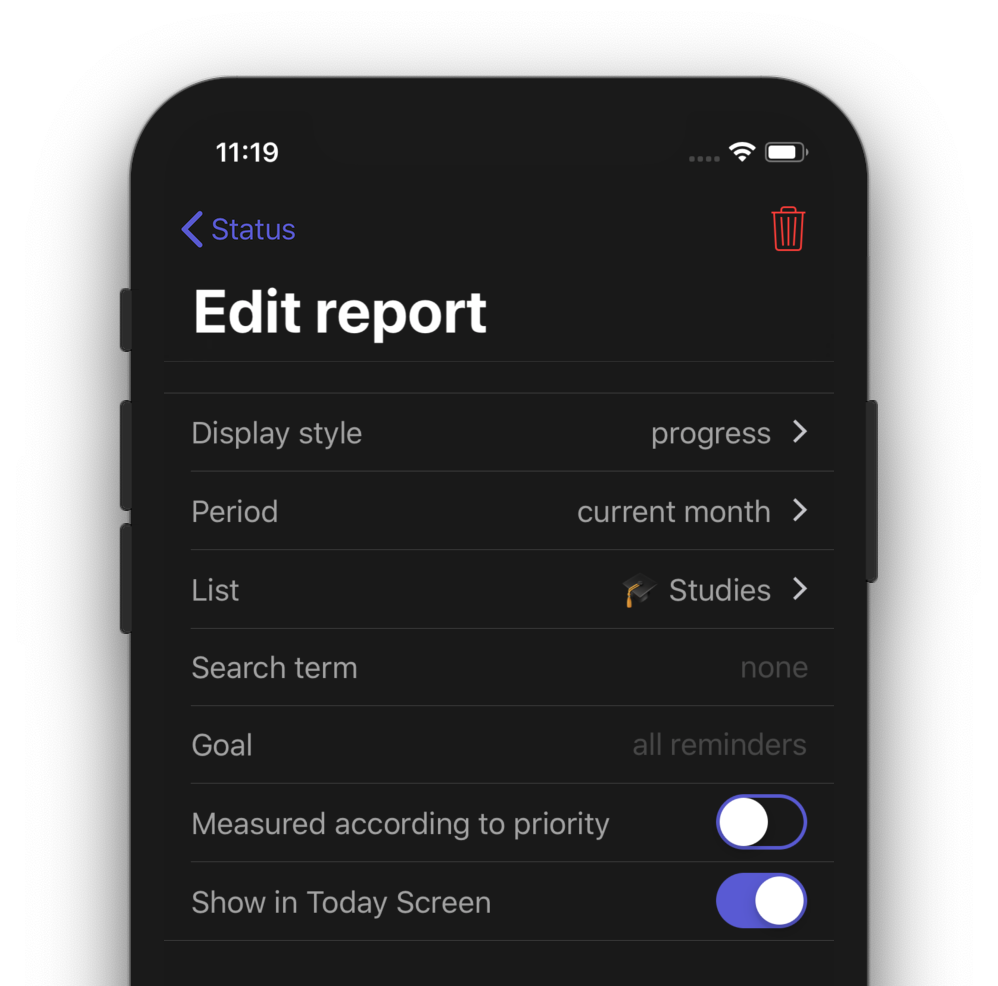 11:19
Status
Edit report
Display style progress
Period current month
List 🎓 Studies
Search term none
Goal all reminders
Measured according to priority
Show in Today Screen